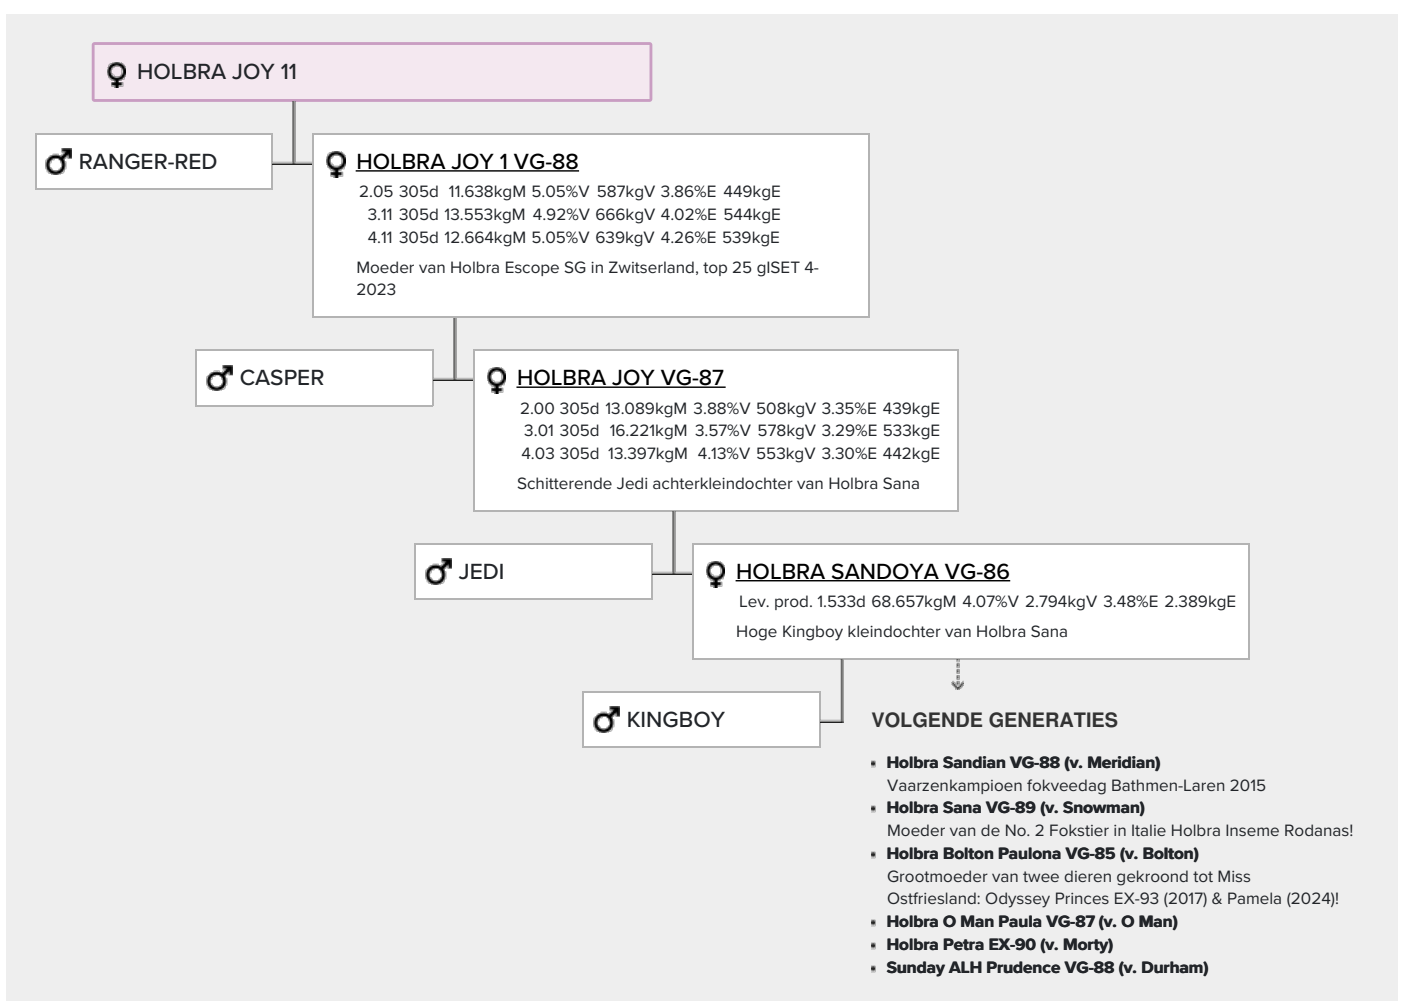 HOLBRA JOY 11
RANGER-RED
HOLBRA JOY 1 VG-88
2.05 305d 11.638kgM 5.05%V 587kgV 3.86%E 449kgE
3.11 305d 13.553kgM 4.92%V 666kgV 4.02%E 544kgE
4.11 305d 12.664kgM 5.05%V 639kgV 4.26%E 539kgE
Moeder van Holbra Escope SG in Zwitserland, top 25 gISET 4-
2023
CASPER
HOLBRA JOY VG-87
2.00 305d 13.089kgM 3.88%V 508kgV 3.35%E 439kgE
3.01 305d 16.221kgM 3.57%V 578kgV 3.29%E 533kgE
4.03 305d 13.397kgM 4.13%V 553kgV 3.30%E 442kgE
Schitterende Jedi achterkleindochter van Holbra Sana
JEDI
HOLBRA SANDOYA VG-86
Lev. prod. 1.533d 68.657kgM 4.07%V 2.794kgV 3.48%E 2.389kgE
Hoge Kingboy kleindochter van Holbra Sana
KINGBOY
VOLGENDE GENERATIES
Holbra Sandian VG-88 (v. Meridian)
Vaarzenkampioen fokveedag Bathmen-Laren 2015
Holbra Sana VG-89 (v. Snowman)
Moeder van de No. 2 Fokstier in Italie Holbra Inseme Rodanas!
Holbra Bolton Paulona VG-85 (v. Bolton)
Grootmoeder van twee dieren gekroond tot Miss
Ostfriesland: Odyssey Princes EX-93 (2017) & Pamela (2024)!
Holbra O Man Paula VG-87 (v. O Man)
Holbra Petra EX-90 (v. Morty)
Sunday ALH Prudence VG-88 (v. Durham)